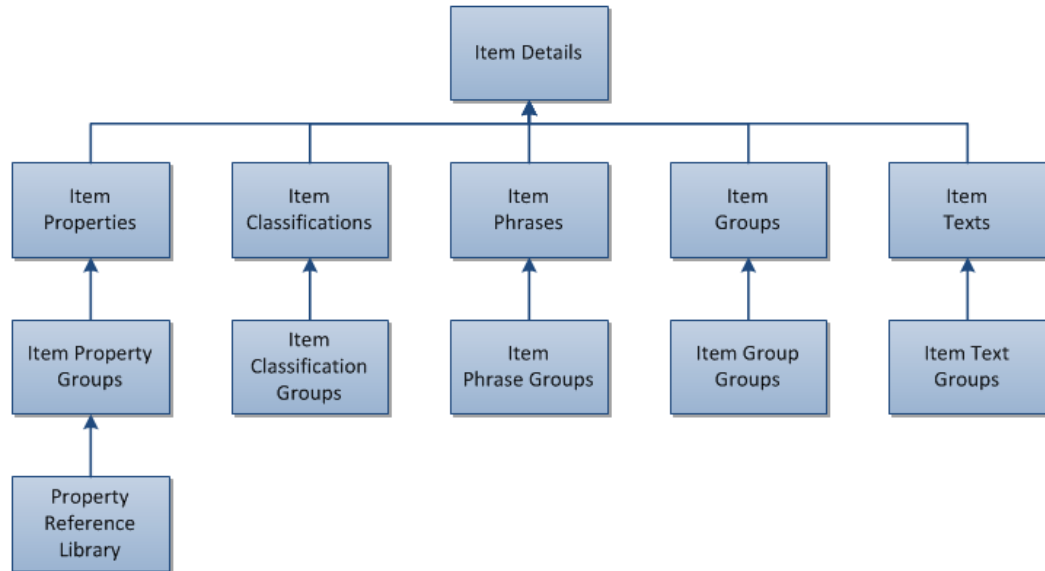 Item Details
Item
Properties
Item
Classifications
Item
Phrases
Item
Groups
Item
Texts
Item Property
Groups
Item
Classification
Groups
Item
Phrase Groups
Item Group
Groups
Item Text
Groups
Property
Reference
Library